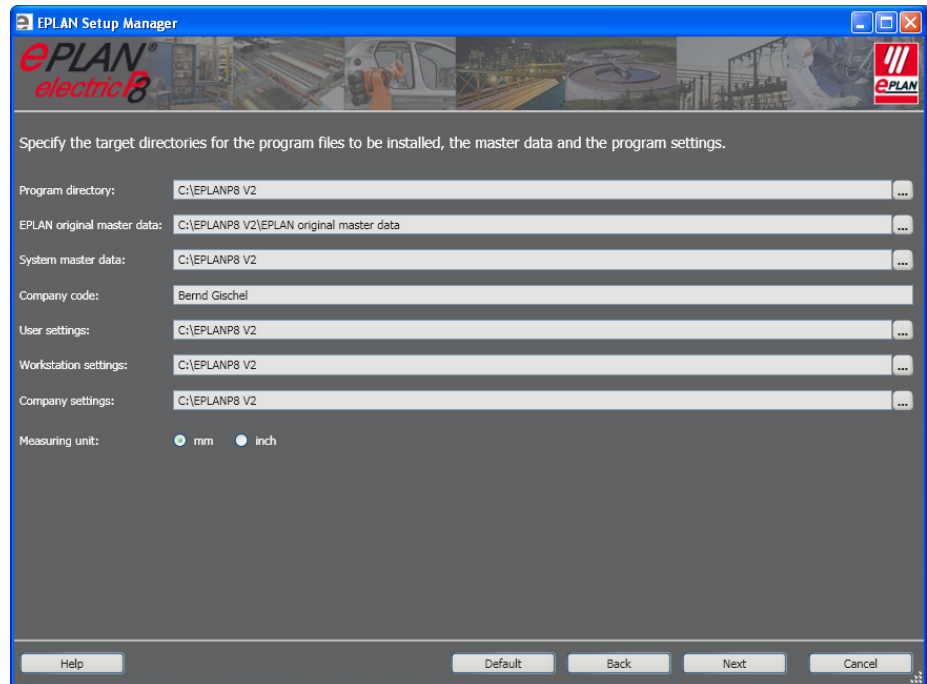 EPLAN Setup Manager
ePLAN®
electric P8
ePLAN
Specify the target directories for the program files to be installed, the master data and the program settings.
Program directory: C:\EPLANP8 V2 ...
EPLAN original master data: C:\EPLANP8 V2\EPLAN original master data ...
System master data: C:\EPLANP8 V2 ...
Company code: Bernd Gischel
User settings: C:\EPLANP8 V2 ...
Workstation settings: C:\EPLANP8 V2 ...
Company settings: C:\EPLANP8 V2 ...
Measuring unit: mm inch
Help Default Back Next Cancel